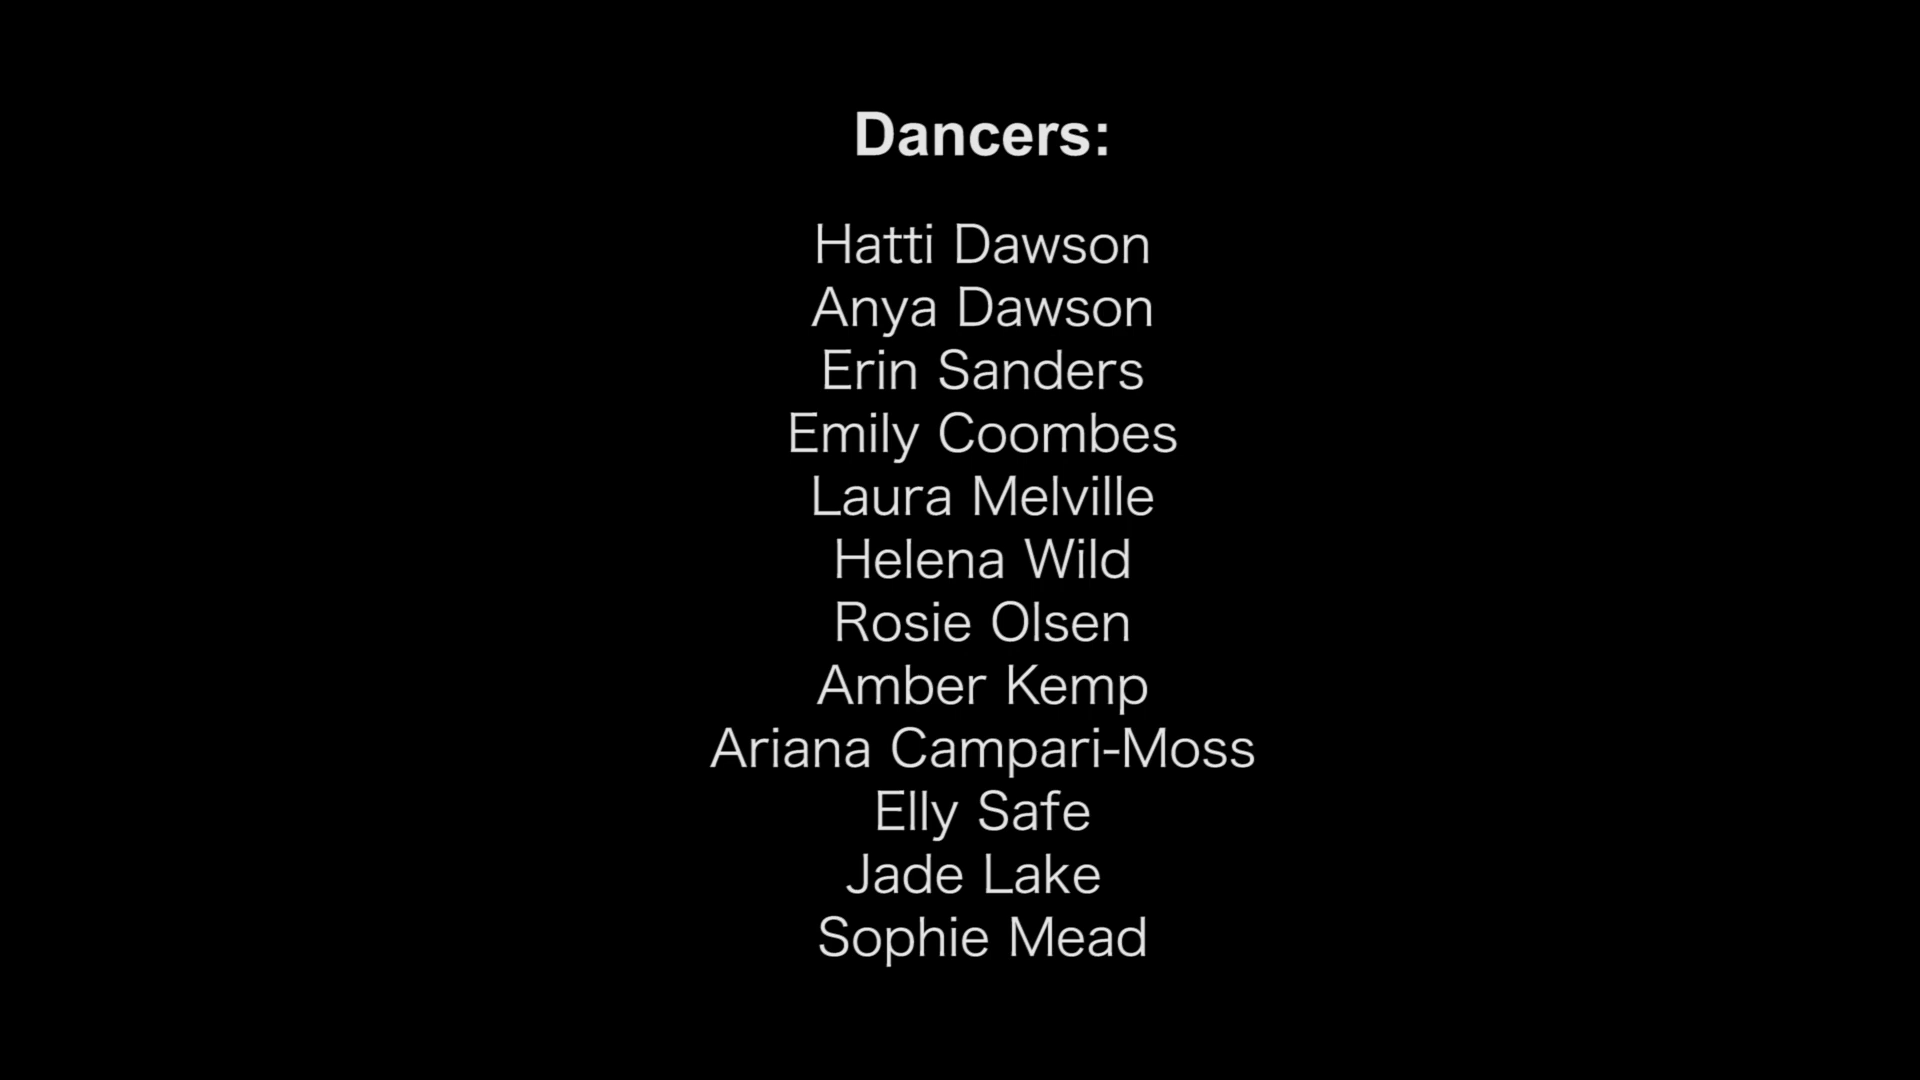 Dancers:
Hatti Dawson
Anya Dawson
Erin Sanders
Emily Coombes
Laura Melville
Helena Wild
Rosie Olsen
Amber Kemp
Ariana Campari-Moss
Elly Safe
Jade Lake
Sophie Mead